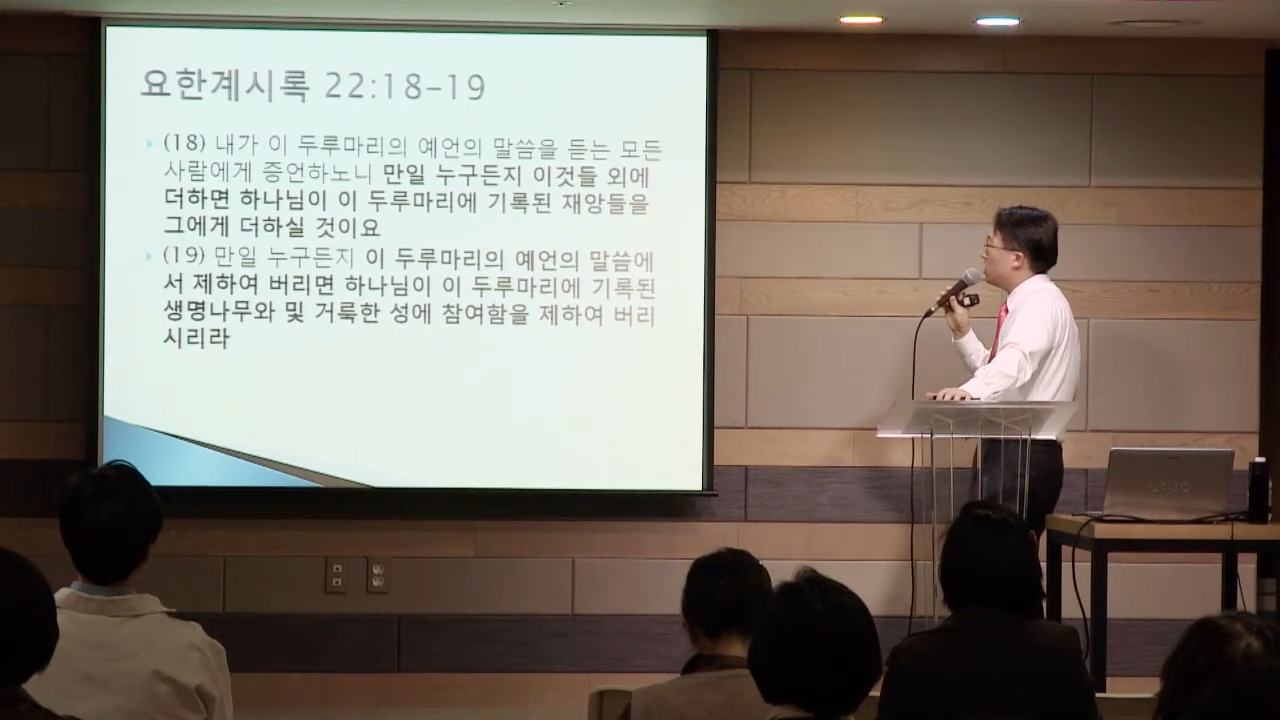 요한계시록 22:18-19
(18) 내가 이 두루마리의 예언의 말씀을 듣는 모든
사람에게 증언하노니 만일 누구든지 이것들 외에
더하면 하나님이 이 두루마리에 기록된 재앙들을
그에게 더하실 것이요
(19) 만일 누구든지 이 두루마리의 예언의 말씀에
서 제하여 버리면 하나님이 이 두루마리에 기록된
생명나무와 및 거룩한 성에 참여함을 제하여 버리
시리라
VAIO